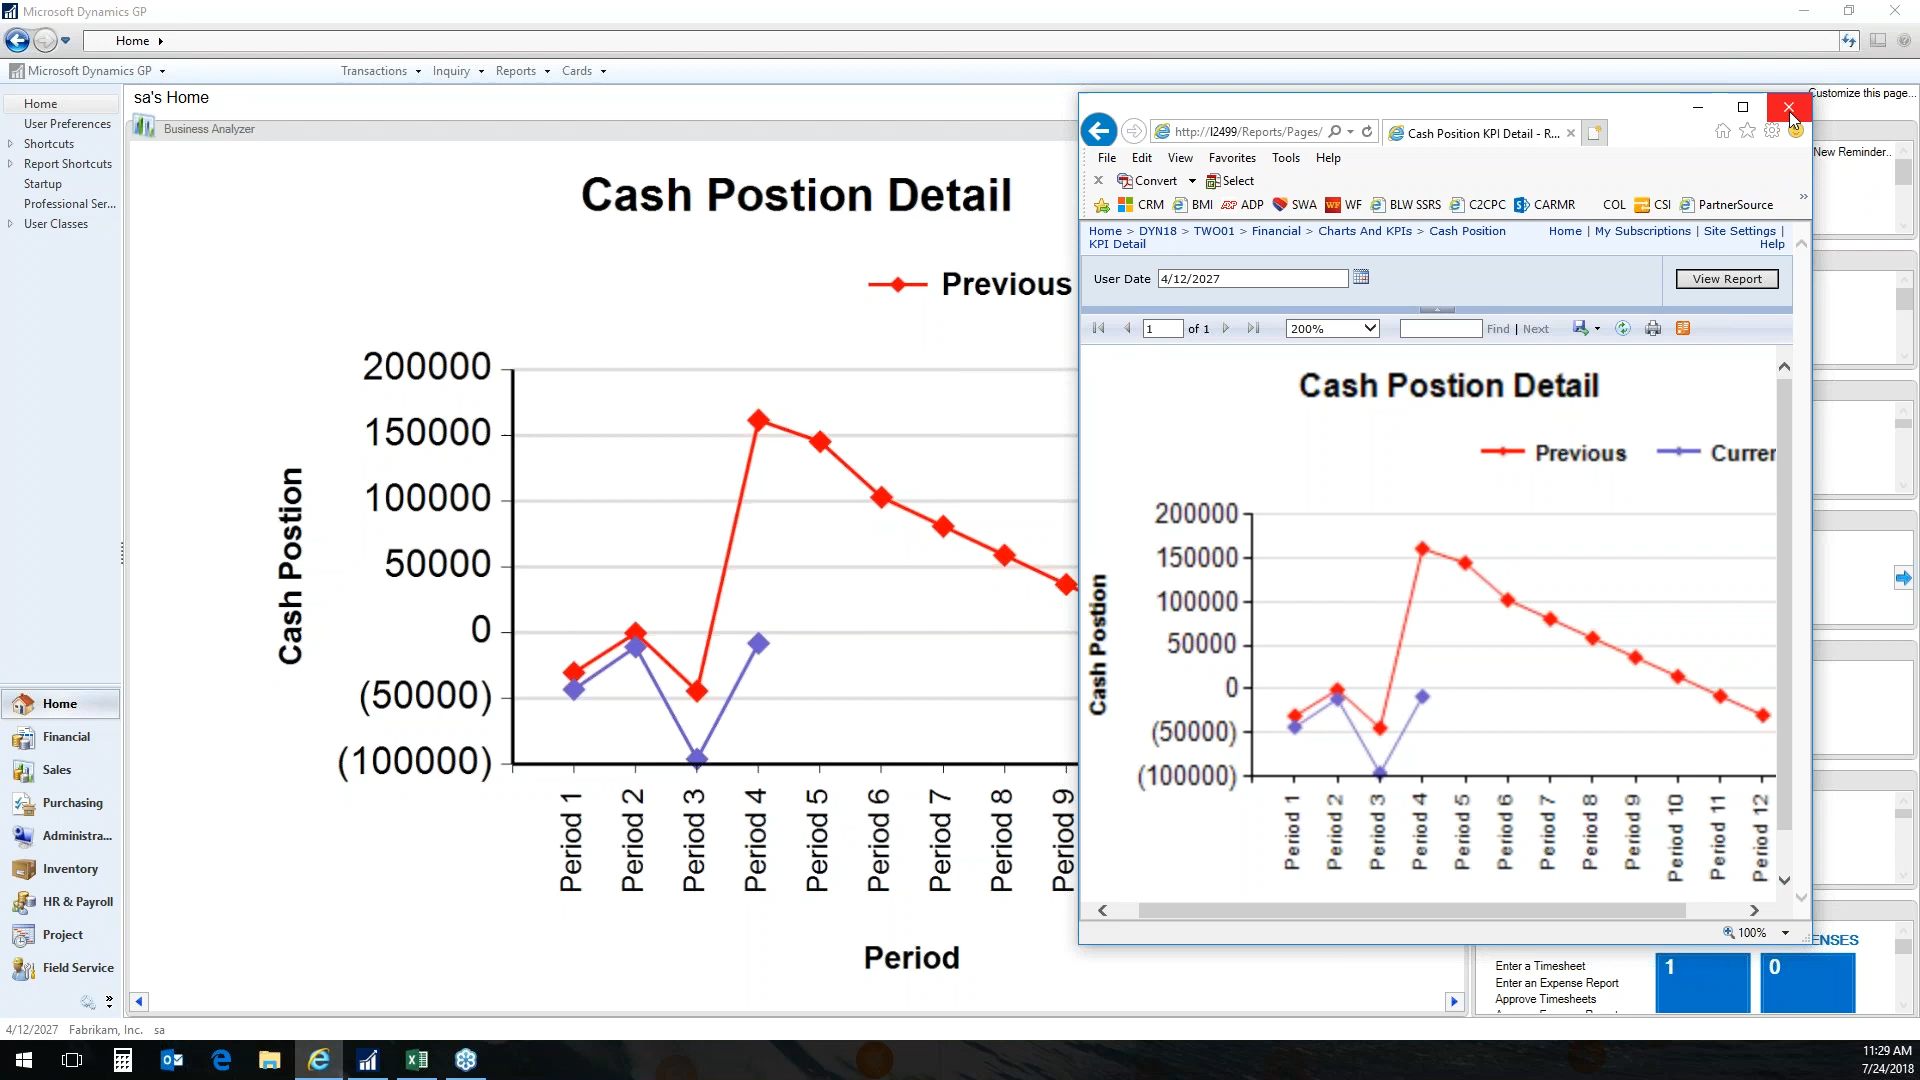 Microsoft Dynamics GP
Home
Microsoft Dynamics GP Transactions Inquiry Reports Cards
Home
User Preferences
Shortcuts
Report Shortcuts
Startup
Professional Ser...
User Classes
Home
Financial
Sales
Purchasing
Administra...
Inventory
HR & Payroll
Project
Field Service
sa's Home
Customize this page...
Business Analyzer
Cash Postion Detail
Previous
200000
150000
100000
50000
0
(50000)
(100000)
Cash Postion
Period 1
Period 2
Period 3
Period 4
Period 5
Period 6
Period 7
Period 8
Period 9
Period
http://l2499/Reports/Pages/
Cash Position KPI Detail - R...
File Edit View Favorites Tools Help
Convert Select
CRM BMI ADP SWA WF BLW SSRS C2CPC CARMR COL CSI PartnerSource
Home > DYN18 > TWO01 > Financial > Charts And KPIs > Cash Position
KPI Detail
Home | My Subscriptions | Site Settings |
Help
User Date 4/12/2027 View Report
1 of 1 200% Find | Next
Cash Postion Detail
Previous Currer
200000
150000
100000
50000
0
(50000)
(100000)
Cash Postion
Period 1
Period 2
Period 3
Period 4
Period 5
Period 6
Period 7
Period 8
Period 9
Period 10
Period 11
Period 12
100%
New Reminder..
ENSES
Enter a Timesheet
Enter an Expense Report
Approve Timesheets
1
0
4/12/2027 Fabrikam, Inc. sa
11:29 AM
7/24/2018